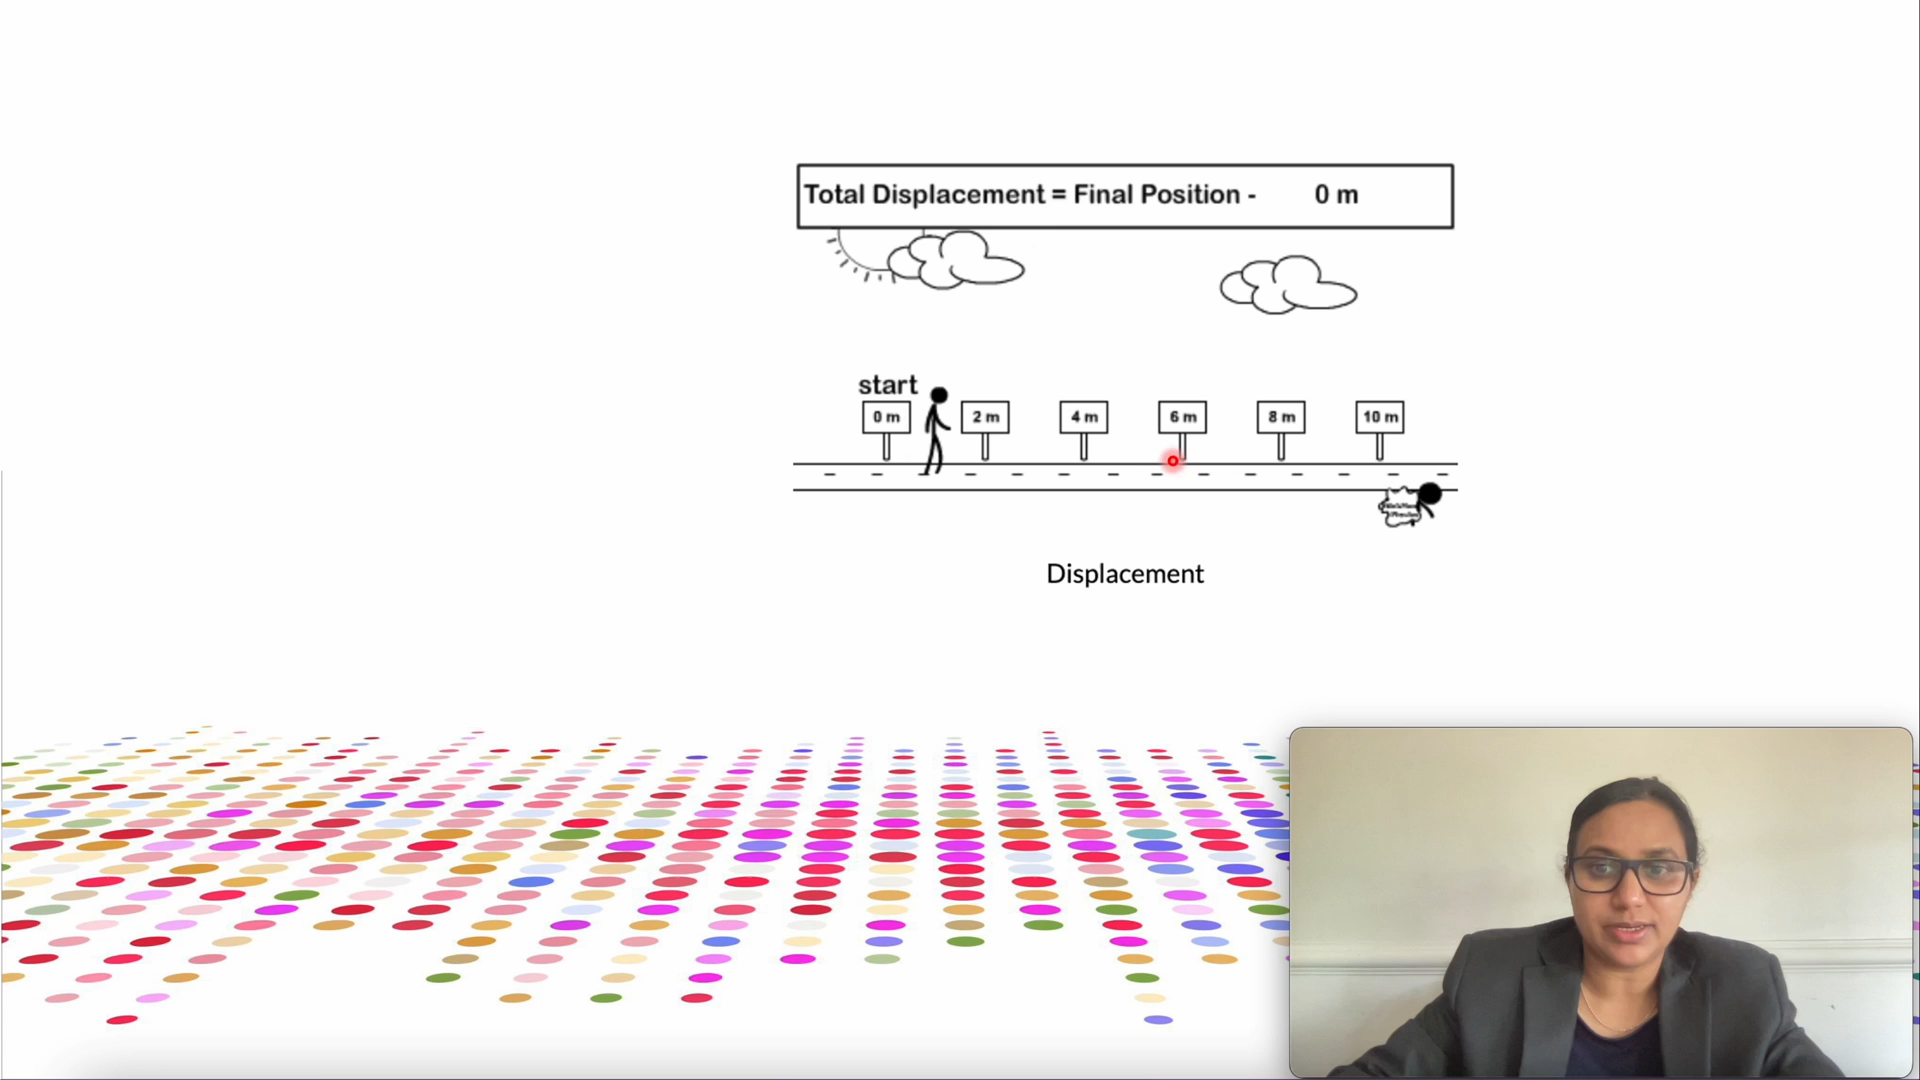 Total Displacement = Final Position - 0 m
start
0 m 2 m 4 m 6 m 8 m 10 m
Displacement